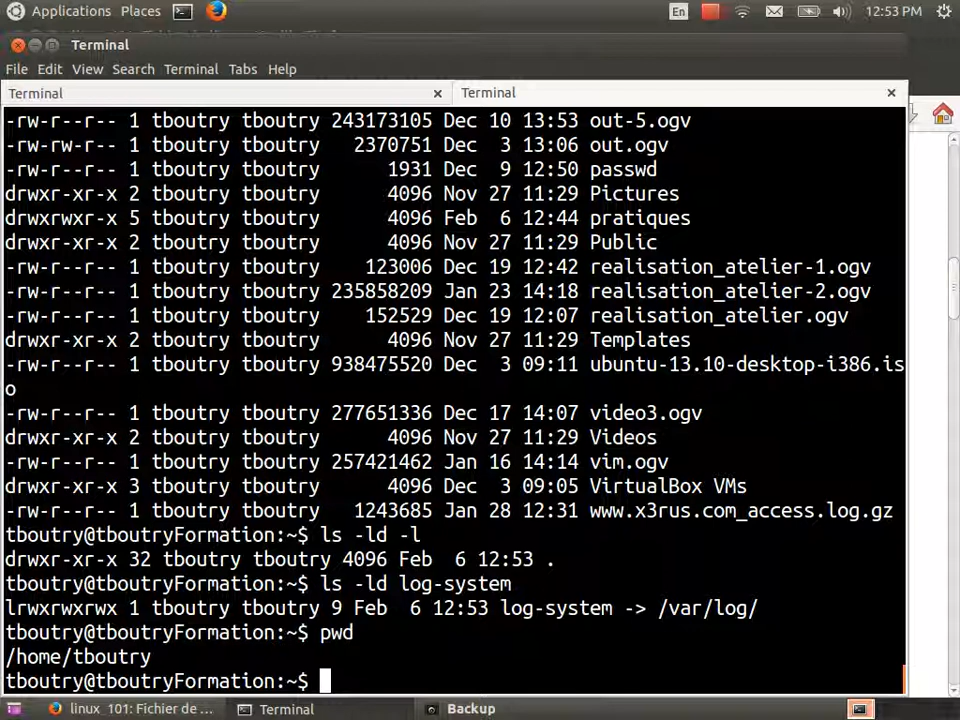 Applications Places En 12:53 PM
Terminal
File Edit View Search Terminal Tabs Help
Terminal Terminal
-rw-r--r-- 1 tboutry tboutry 243173105 Dec 10 13:53 out-5.ogv
-rw-rw-r-- 1 tboutry tboutry   2370751 Dec  3 13:06 out.ogv
-rw-r--r-- 1 tboutry tboutry      1931 Dec  9 12:50 passwd
drwxr-xr-x 2 tboutry tboutry      4096 Nov 27 11:29 Pictures
drwxrwxr-x 5 tboutry tboutry      4096 Feb  6 12:44 pratiques
drwxr-xr-x 2 tboutry tboutry      4096 Nov 27 11:29 Public
-rw-r--r-- 1 tboutry tboutry    123006 Dec 19 12:42 realisation_atelier-1.ogv
-rw-r--r-- 1 tboutry tboutry 235858209 Jan 23 14:18 realisation_atelier-2.ogv
-rw-r--r-- 1 tboutry tboutry    152529 Dec 19 12:07 realisation_atelier.ogv
drwxr-xr-x 2 tboutry tboutry      4096 Nov 27 11:29 Templates
-rw-r--r-- 1 tboutry tboutry 938475520 Dec  3 09:11 ubuntu-13.10-desktop-i386.is
o
-rw-r--r-- 1 tboutry tboutry 277651336 Dec 17 14:07 video3.ogv
drwxr-xr-x 2 tboutry tboutry      4096 Nov 27 11:29 Videos
-rw-r--r-- 1 tboutry tboutry 257421462 Jan 16 14:14 vim.ogv
drwxr-xr-x 3 tboutry tboutry      4096 Dec  3 09:05 VirtualBox VMs
-rw-r--r-- 1 tboutry tboutry   1243685 Jan 28 12:31 www.x3rus.com_access.log.gz
tboutry@tboutryFormation:~$ ls -ld -l
drwxr-xr-x 32 tboutry tboutry 4096 Feb  6 12:53 .
tboutry@tboutryFormation:~$ ls -ld log-system
lrwxrwxrwx 1 tboutry tboutry 9 Feb  6 12:53 log-system -> /var/log/
tboutry@tboutryFormation:~$ pwd
/home/tboutry
tboutry@tboutryFormation:~$
linux_101: Fichier de ... Terminal Backup